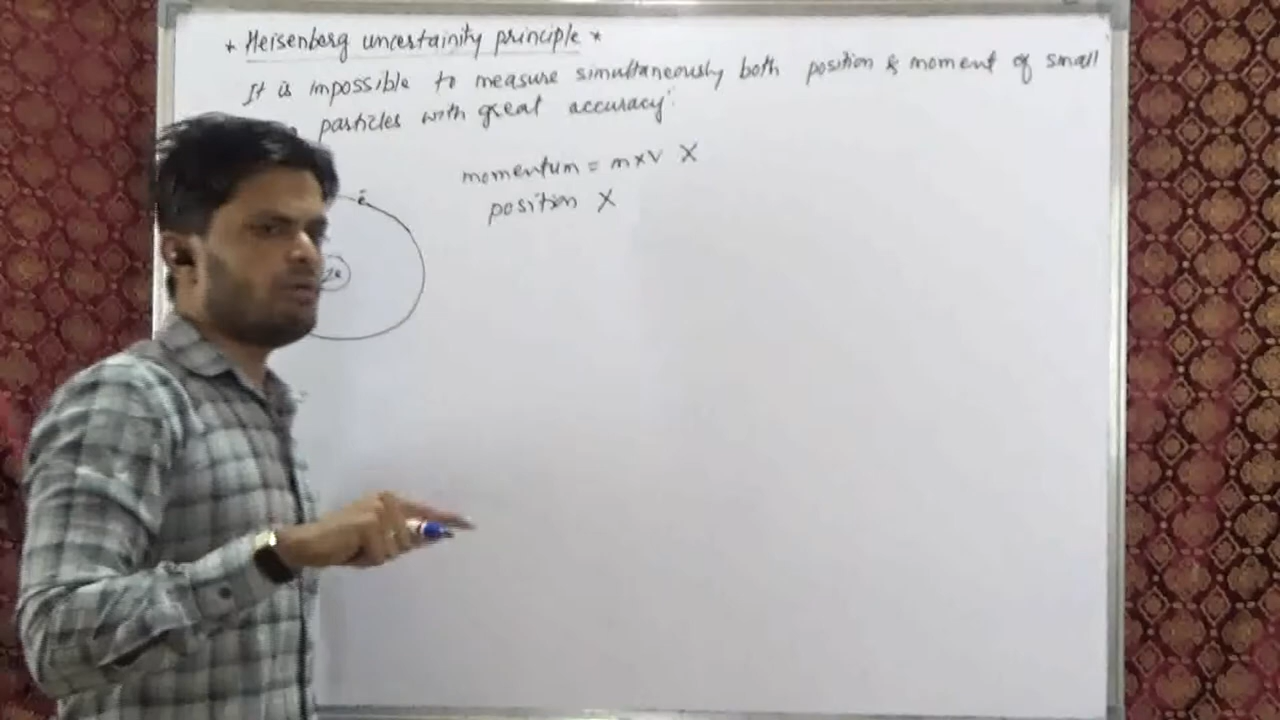 * Heisenberg uncertainity principle *
It is impossible to measure simultaneously both position & moment of small
particles with great accuracy.
momentum = m×v X
position X
e-